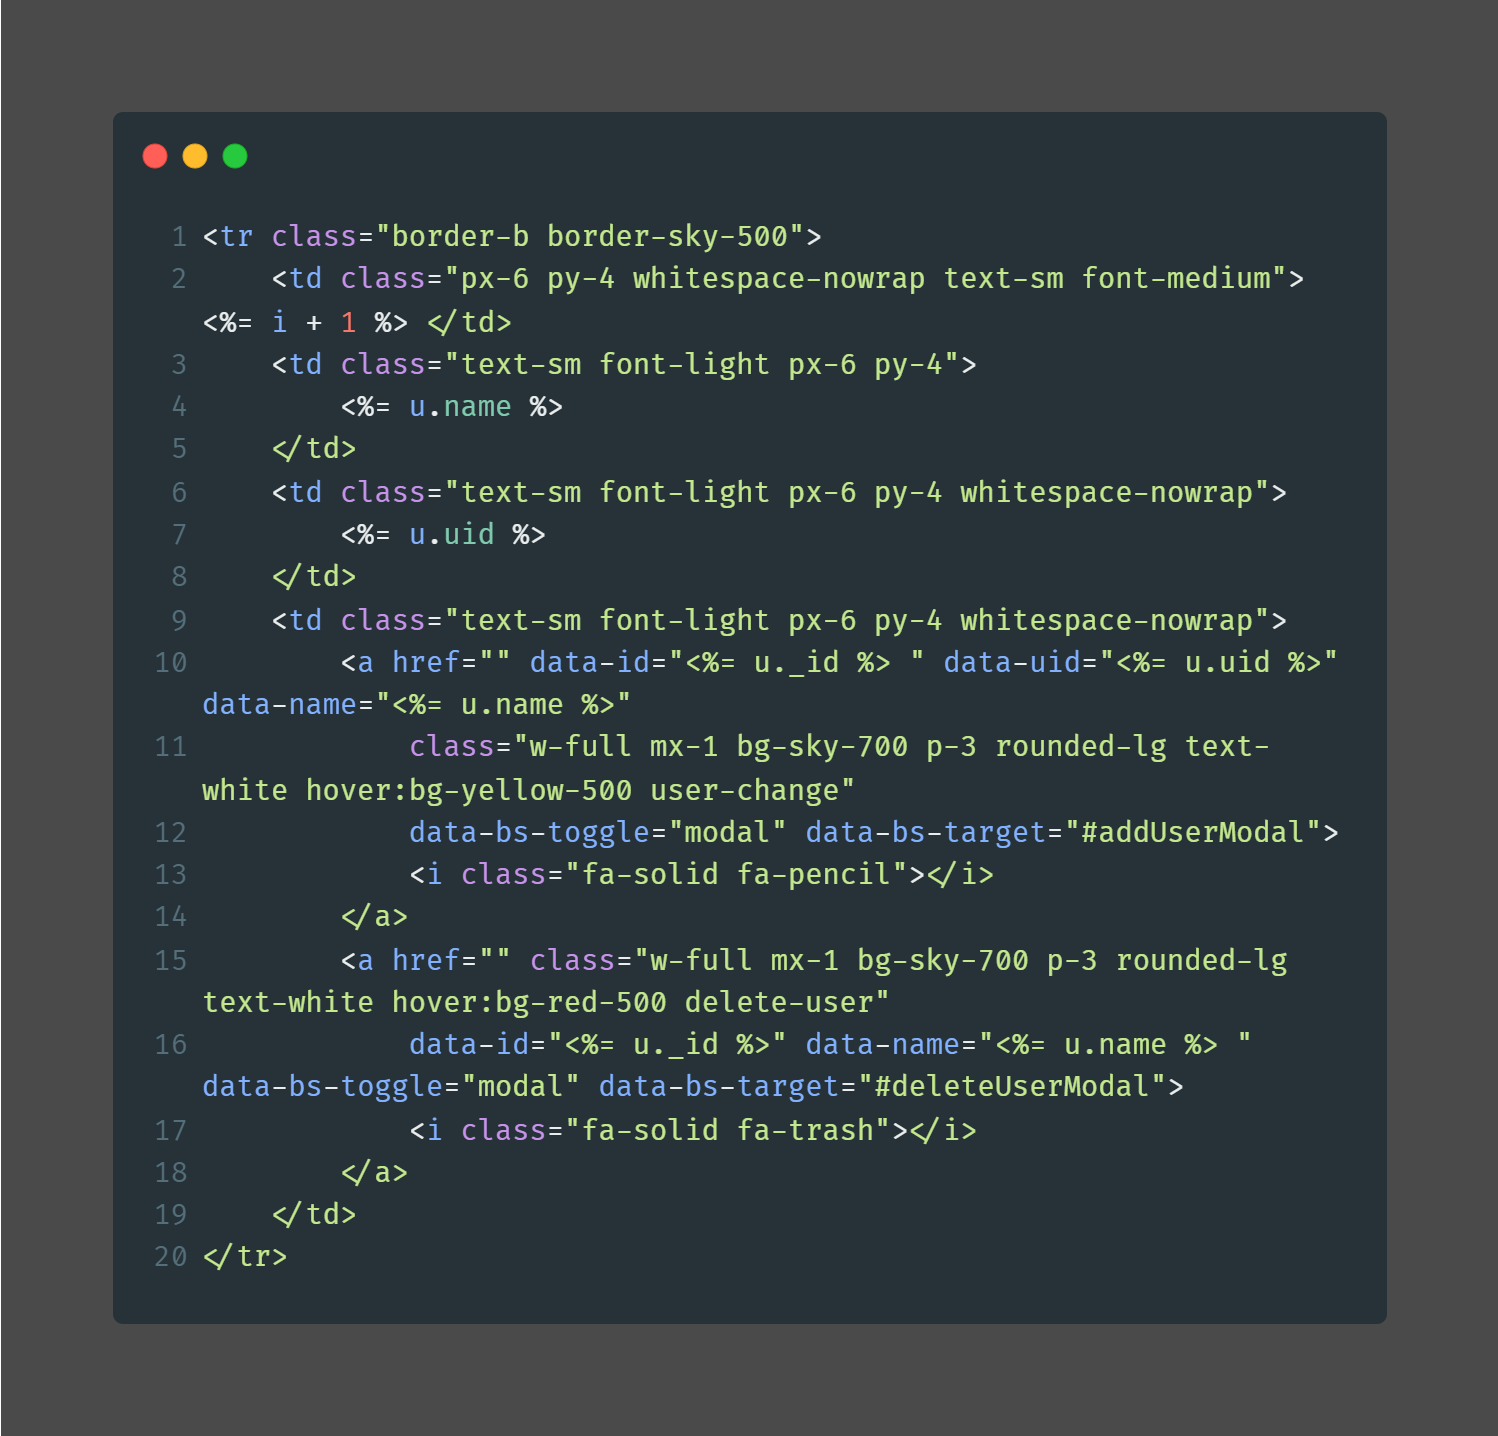 1 <tr class="border-b border-sky-500">
2     <td class="px-6 py-4 whitespace-nowrap text-sm font-medium">
<%= i + 1 %> </td>
3     <td class="text-sm font-light px-6 py-4">
4         <%= u.name %>
5     </td>
6     <td class="text-sm font-light px-6 py-4 whitespace-nowrap">
7         <%= u.uid %>
8     </td>
9     <td class="text-sm font-light px-6 py-4 whitespace-nowrap">
10         <a href="" data-id="<%= u._id %> " data-uid="<%= u.uid %>"
data-name="<%= u.name %>"
11             class="w-full mx-1 bg-sky-700 p-3 rounded-lg text-
white hover:bg-yellow-500 user-change"
12             data-bs-toggle="modal" data-bs-target="#addUserModal">
13             <i class="fa-solid fa-pencil"></i>
14         </a>
15         <a href="" class="w-full mx-1 bg-sky-700 p-3 rounded-lg
text-white hover:bg-red-500 delete-user"
16             data-id="<%= u._id %>" data-name="<%= u.name %> "
data-bs-toggle="modal" data-bs-target="#deleteUserModal">
17             <i class="fa-solid fa-trash"></i>
18         </a>
19     </td>
20 </tr>